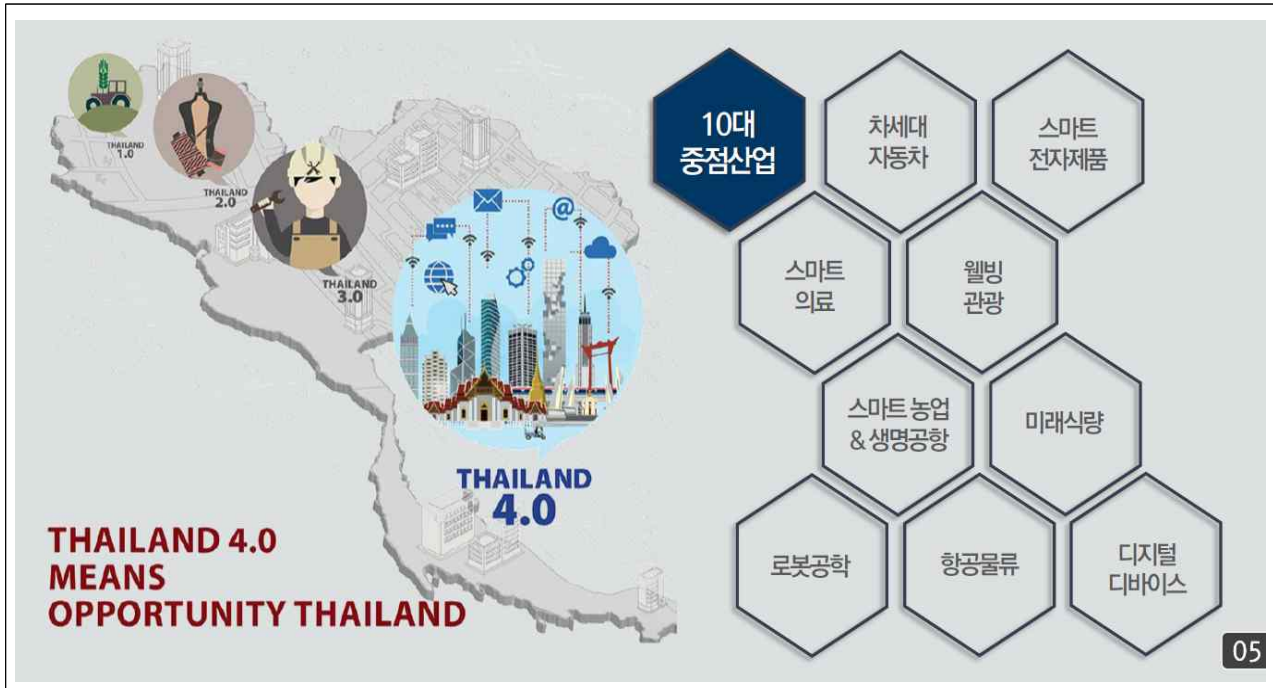 THAILAND
1.0
THAILAND
2.0
THAILAND
3.0
@
THAILAND
4.0
THAILAND 4.0
MEANS
OPPORTUNITY THAILAND
10대
중점산업
차세대
자동차
스마트
전자제품
스마트
의료
웰빙
관광
스마트 농업
& 생명공항
미래식량
로봇공학
항공물류
디지털
디바이스
05